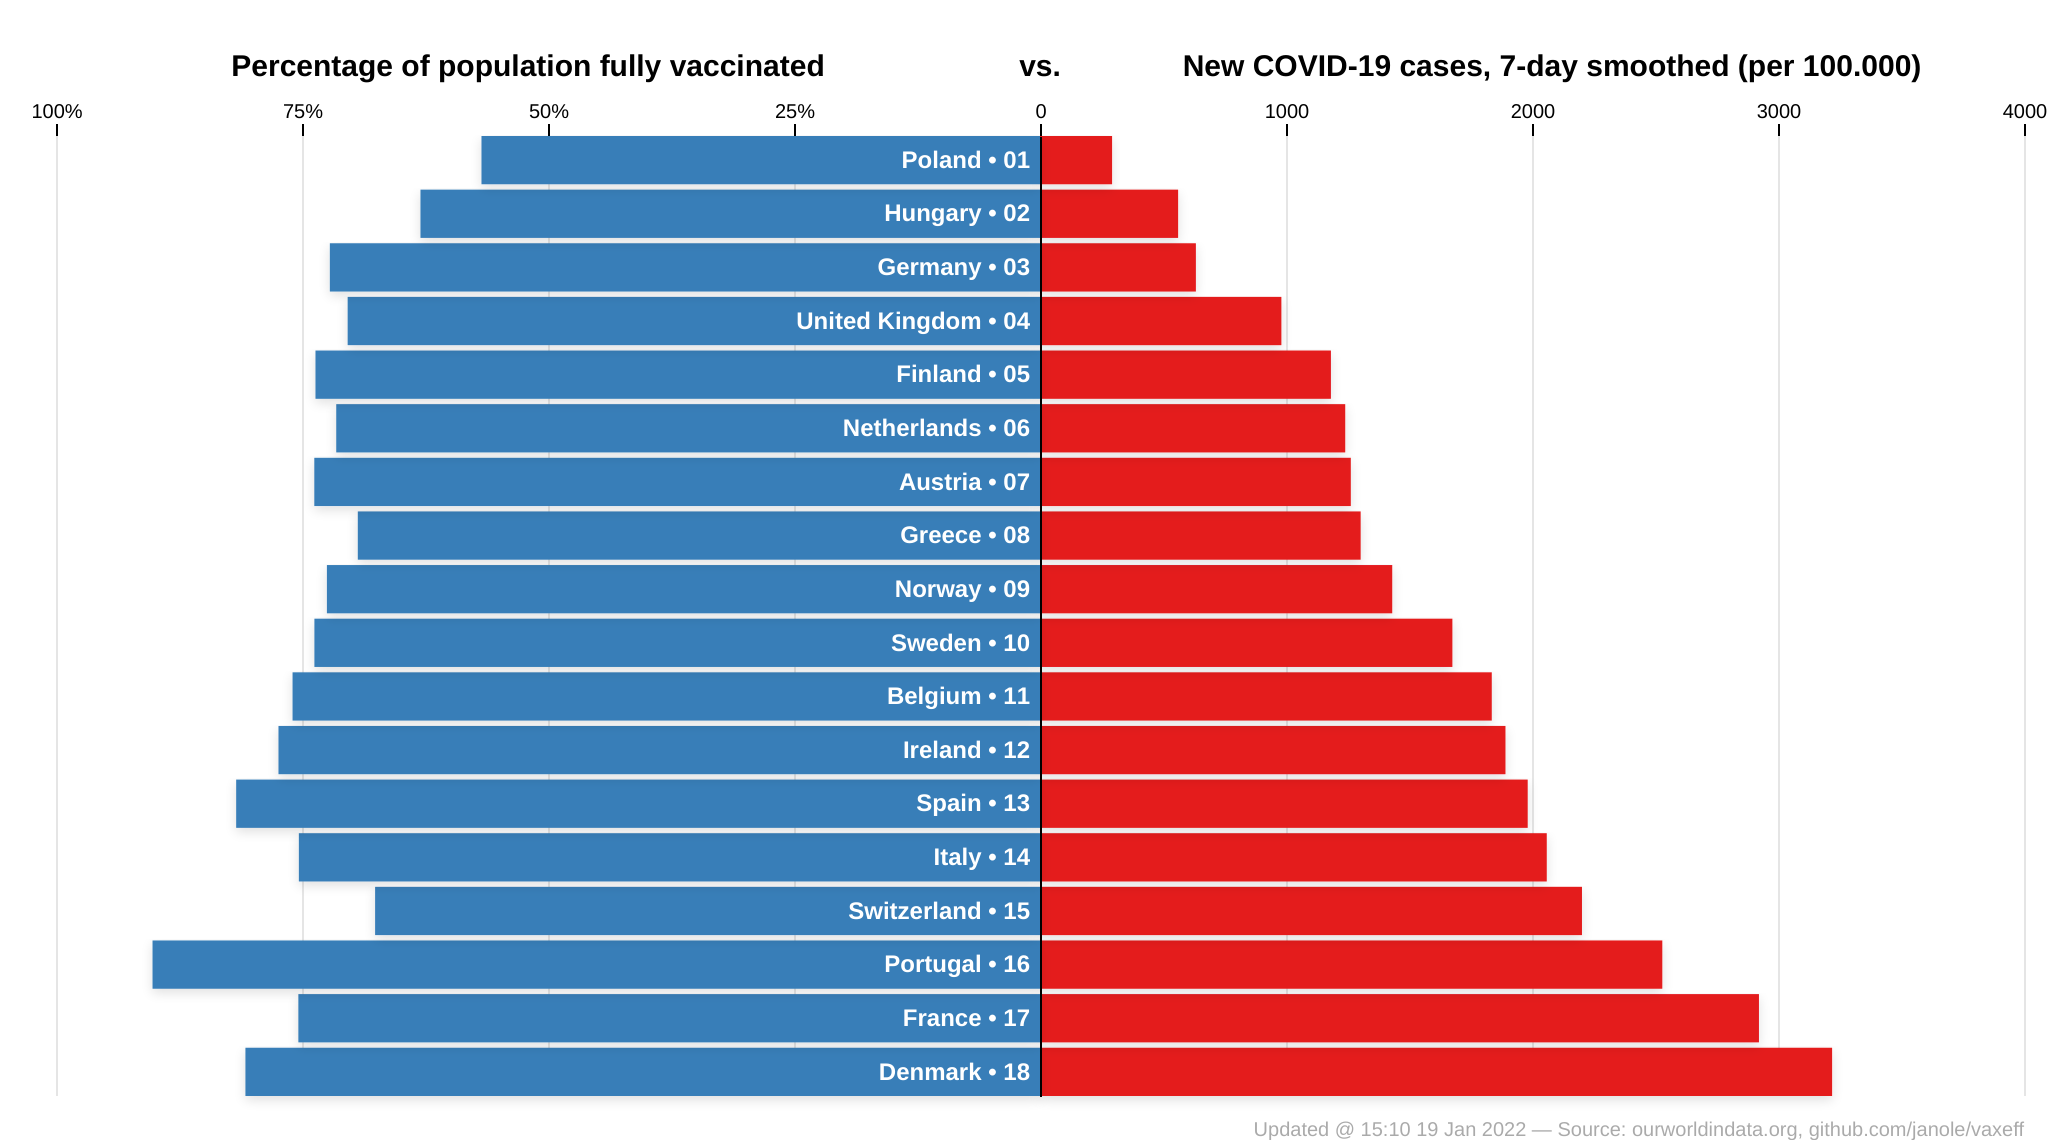 Percentage of population fully vaccinated vs. New COVID-19 cases, 7-day smoothed (per 100.000)
100% 75% 50% 25% 0 1000 2000 3000 4000
Poland • 01
Hungary • 02
Germany • 03
United Kingdom • 04
Finland • 05
Netherlands • 06
Austria • 07
Greece • 08
Norway • 09
Sweden • 10
Belgium • 11
Ireland • 12
Spain • 13
Italy • 14
Switzerland • 15
Portugal • 16
France • 17
Denmark • 18
Updated @ 15:10 19 Jan 2022 — Source: ourworldindata.org, github.com/janole/vaxeff